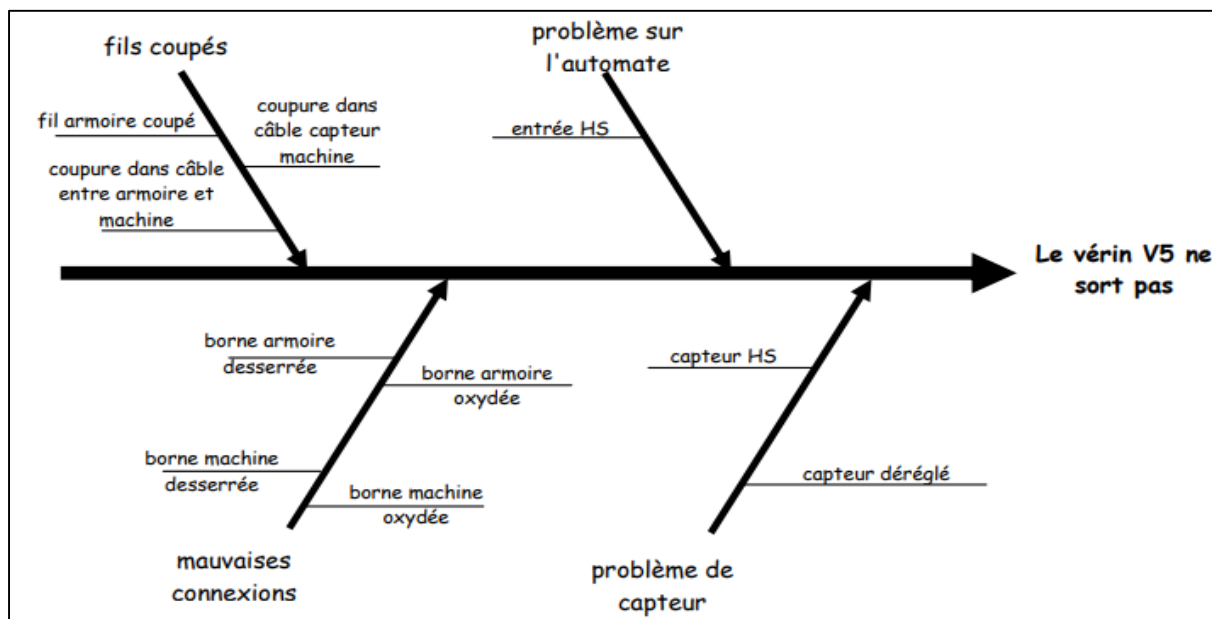 fils coupés
problème sur
l'automate
fil armoire coupé
coupure dans
câble capteur
machine
entrée HS
coupure dans câble
entre armoire et
machine
Le vérin V5 ne
sort pas
borne armoire
desserrée
borne armoire
oxydée
capteur HS
borne machine
desserrée
borne machine
oxydée
capteur déréglé
mauvaises
connexions
problème de
capteur